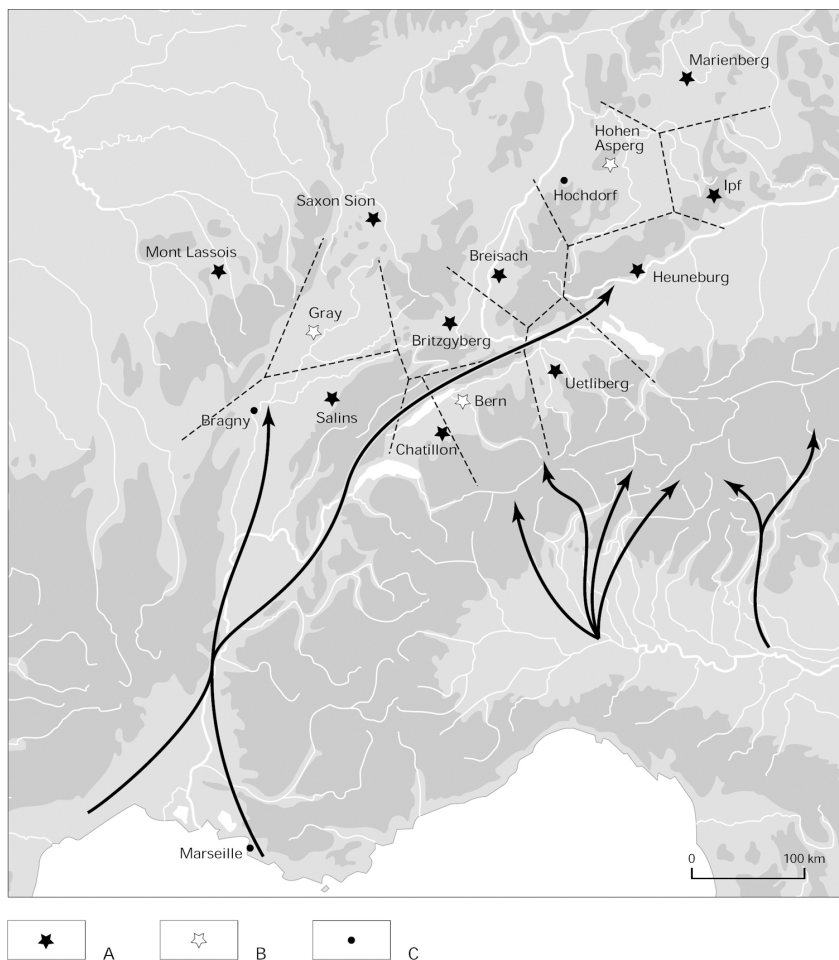 Marienberg
Hohen
Asperg
Ipf
Hochdorf
Saxon Sion
Mont Lassois
Breisach
Heuneburg
Gray
Britzgyberg
Uetliberg
Bragny
Salins
Bern
Chatillon
Marseille
0 100 km
A B C